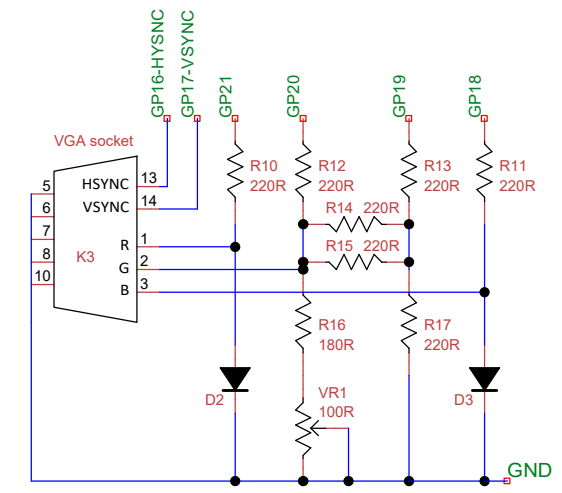 GP16-HYSNC
GP17-VSYNC
GP21
GP20
GP19
GP18
VGA socket
R10
220R
R12
220R
R13
220R
R11
220R
5
6
7
8
10
HSYNC
VSYNC
R
G
B
K3
13
14
1
2
3
R14 220R
R15 220R
R16
180R
R17
220R
D2
VR1
100R
D3
GND